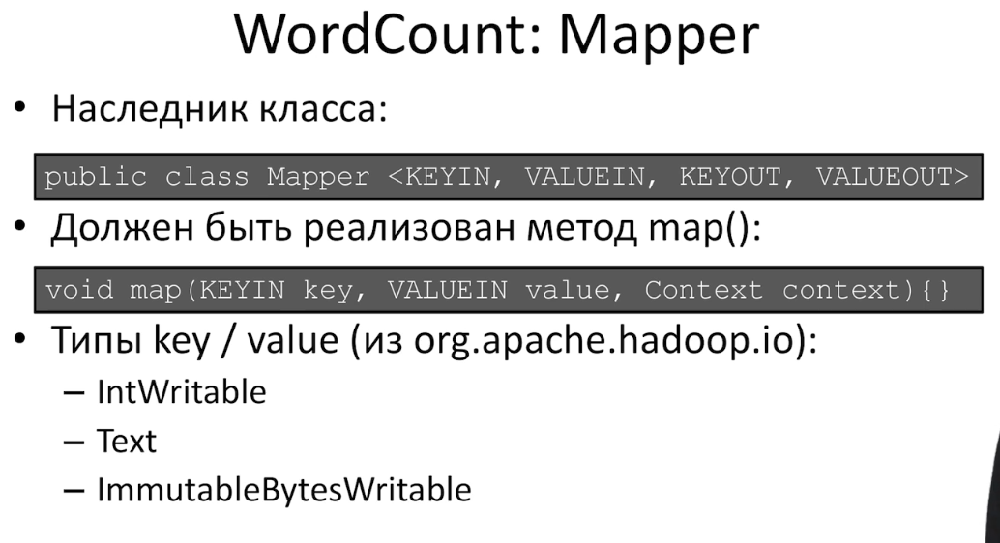 WordCount: Mapper
• Наследник класса:
public class Mapper <KEYIN, VALUEIN, KEYOUT, VALUEOUT>
• Должен быть реализован метод map():
void map(KEYIN key, VALUEIN value, Context context){}
• Типы key / value (из org.apache.hadoop.io):
– IntWritable
– Text
– ImmutableBytesWritable